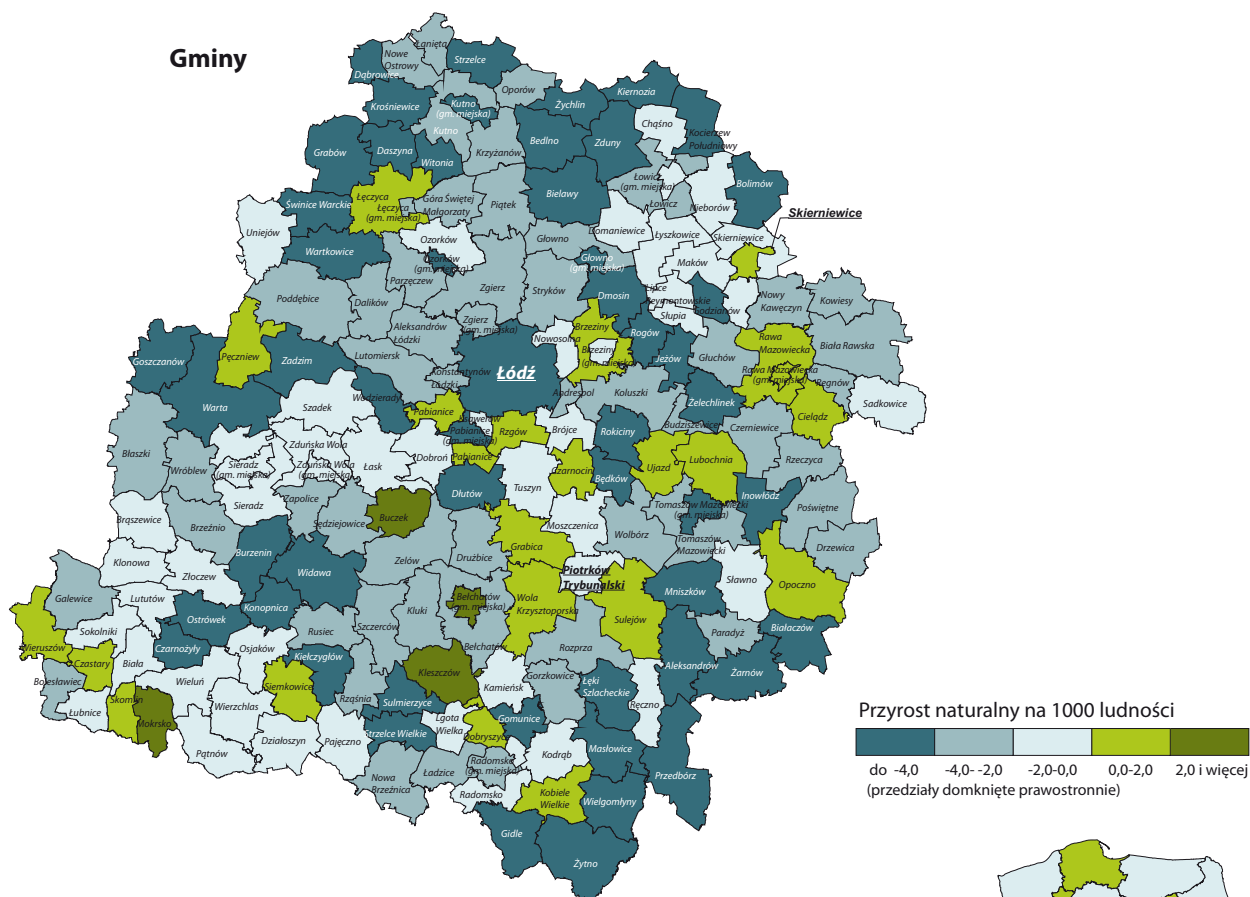 Gminy
Łanięta
Nowe
Ostrowy
Strzelce
Dąbrowice
Oporów
Krośniewice
Kutno
(gm. miejska)
Żychlin
Kiernozia
Kutno
Chąśno
Kocierzew
Południowy
Grabów
Daszyna
Witonia
Krzyżanów
Bedlno
Zduny
Łowicz
(gm. miejska)
Bolimów
Łęczyca
Łęczyca
(gm. miejska)
Góra Świętej
Małgorzaty
Piątek
Bielawy
Łowicz
Nieborów
Świnice Warckie
Skierniewice
Uniejów
Ozorków
Głowno
Domaniewice
Łyszkowice
Skierniewice
Wartkowice
Ozorków
(gm. miejska)
Głowno
(gm. miejska)
Maków
Parzęczew
Zgierz
Stryków
Dmosin
Lipce
Reymontowskie
Godzianów
Nowy
Kawęczyn
Kowiesy
Poddębice
Dalików
Słupia
Aleksandrów
Łódzki
Zgierz
(gm. miejska)
Brzeziny
Nowosolna
Rogów
Rawa
Mazowiecka
Biała Rawska
Goszczanów
Pęczniew
Zadzim
Lutomiersk
Brzeziny
(gm. miejska)
Jeżów
Głuchów
Konstantynów
Łódzki
Łódź
Rawa Mazowiecka
(gm. miejska)
Regnów
Sadkowice
Warta
Szadek
Wodzierady
Andrespol
Koluszki
Żelechlinek
Cielądz
Pabianice
Ksawerów
Pabianice
(gm. miejska)
Rzgów
Brójce
Rokiciny
Budziszewice
Czerniewice
Błaszki
Wróblew
Sieradz
(gm. miejska)
Zduńska Wola
Zduńska Wola
(gm. miejska)
Łask
Dobroń
Pabianice
Czarnocin
Ujazd
Lubochnia
Rzeczyca
Będków
Dłutów
Tuszyn
Inowłódz
Sieradz
Zapolice
Sędziejowice
Buczek
Tomaszów Mazowiecki
(gm. miejska)
Poświętne
Brąszewice
Brzeźnio
Moszczenica
Wolbórz
Tomaszów
Mazowiecki
Drzewica
Klonowa
Złoczew
Burzenin
Widawa
Zelów
Drużbice
Grabica
Piotrków
Trybunalski
Sławno
Opoczno
Galewice
Lututów
Konopnica
Kluki
Bełchatów
(gm. miejska)
Wola
Krzysztoporska
Sulejów
Mniszków
Ostrówek
Szczerców
Sokolniki
Rusiec
Paradyż
Białaczów
Wieruszów
Czarnożyły
Osjaków
Bełchatów
Rozprza
Czastary
Biała
Kiełczygłów
Kleszczów
Aleksandrów
Żarnów
Bolesławiec
Wieluń
Siemkowice
Rząśnia
Sulmierzyce
Kamieńsk
Gorzkowice
Łęki
Szlacheckie
Skomlin
Wierzchlas
Ręczno
Łubnice
Mokrsko
Lgota
Wielka
Gomunice
Pątnów
Działoszyn
Pajęczno
Strzelce Wielkie
Dobryszyce
Masłowice
Kodrąb
Radomsko
(gm. miejska)
Nowa
Brzeźnica
Ładzice
Przedbórz
Radomsko
Kobiele
Wielkie
Wielgomłyny
Gidle
Żytno
Przyrost naturalny na 1000 ludności
do -4,0
-4,0--2,0
-2,0-0,0
0,0-2,0
2,0 i więcej
(przedziały domknięte prawostronnie)